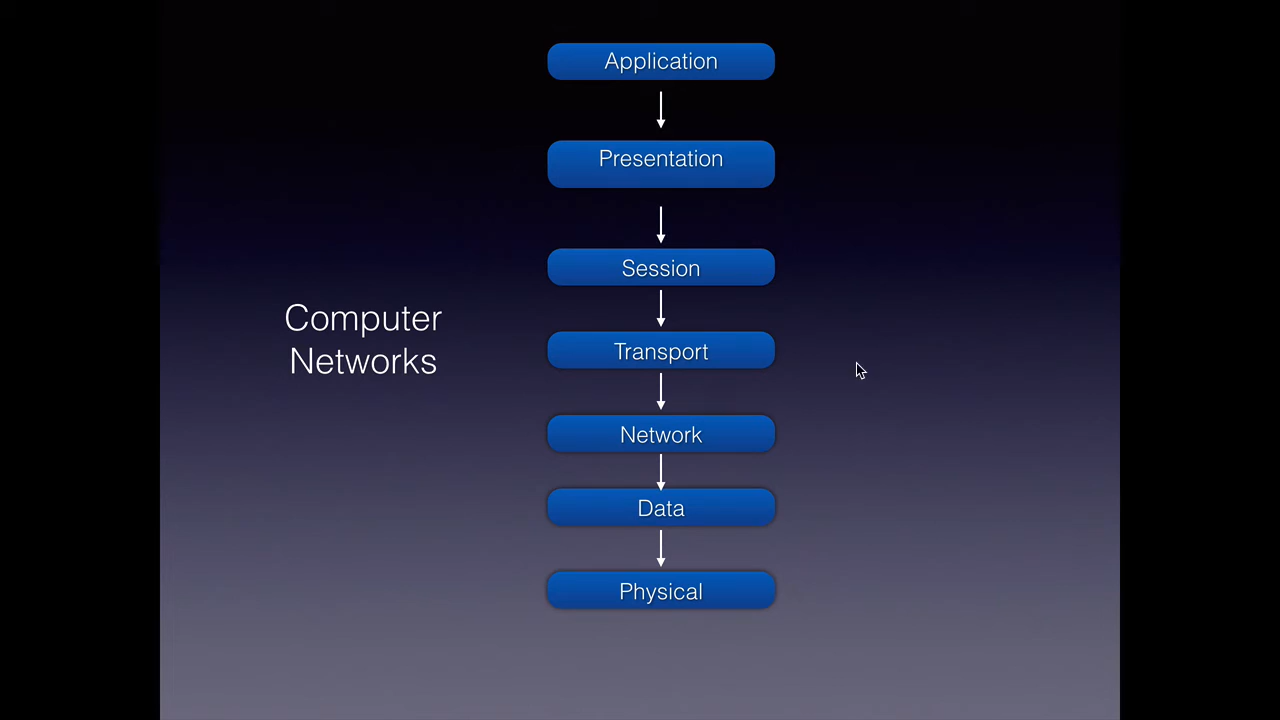 Application
Presentation
Session
Computer
Networks
Transport
Network
Data
Physical